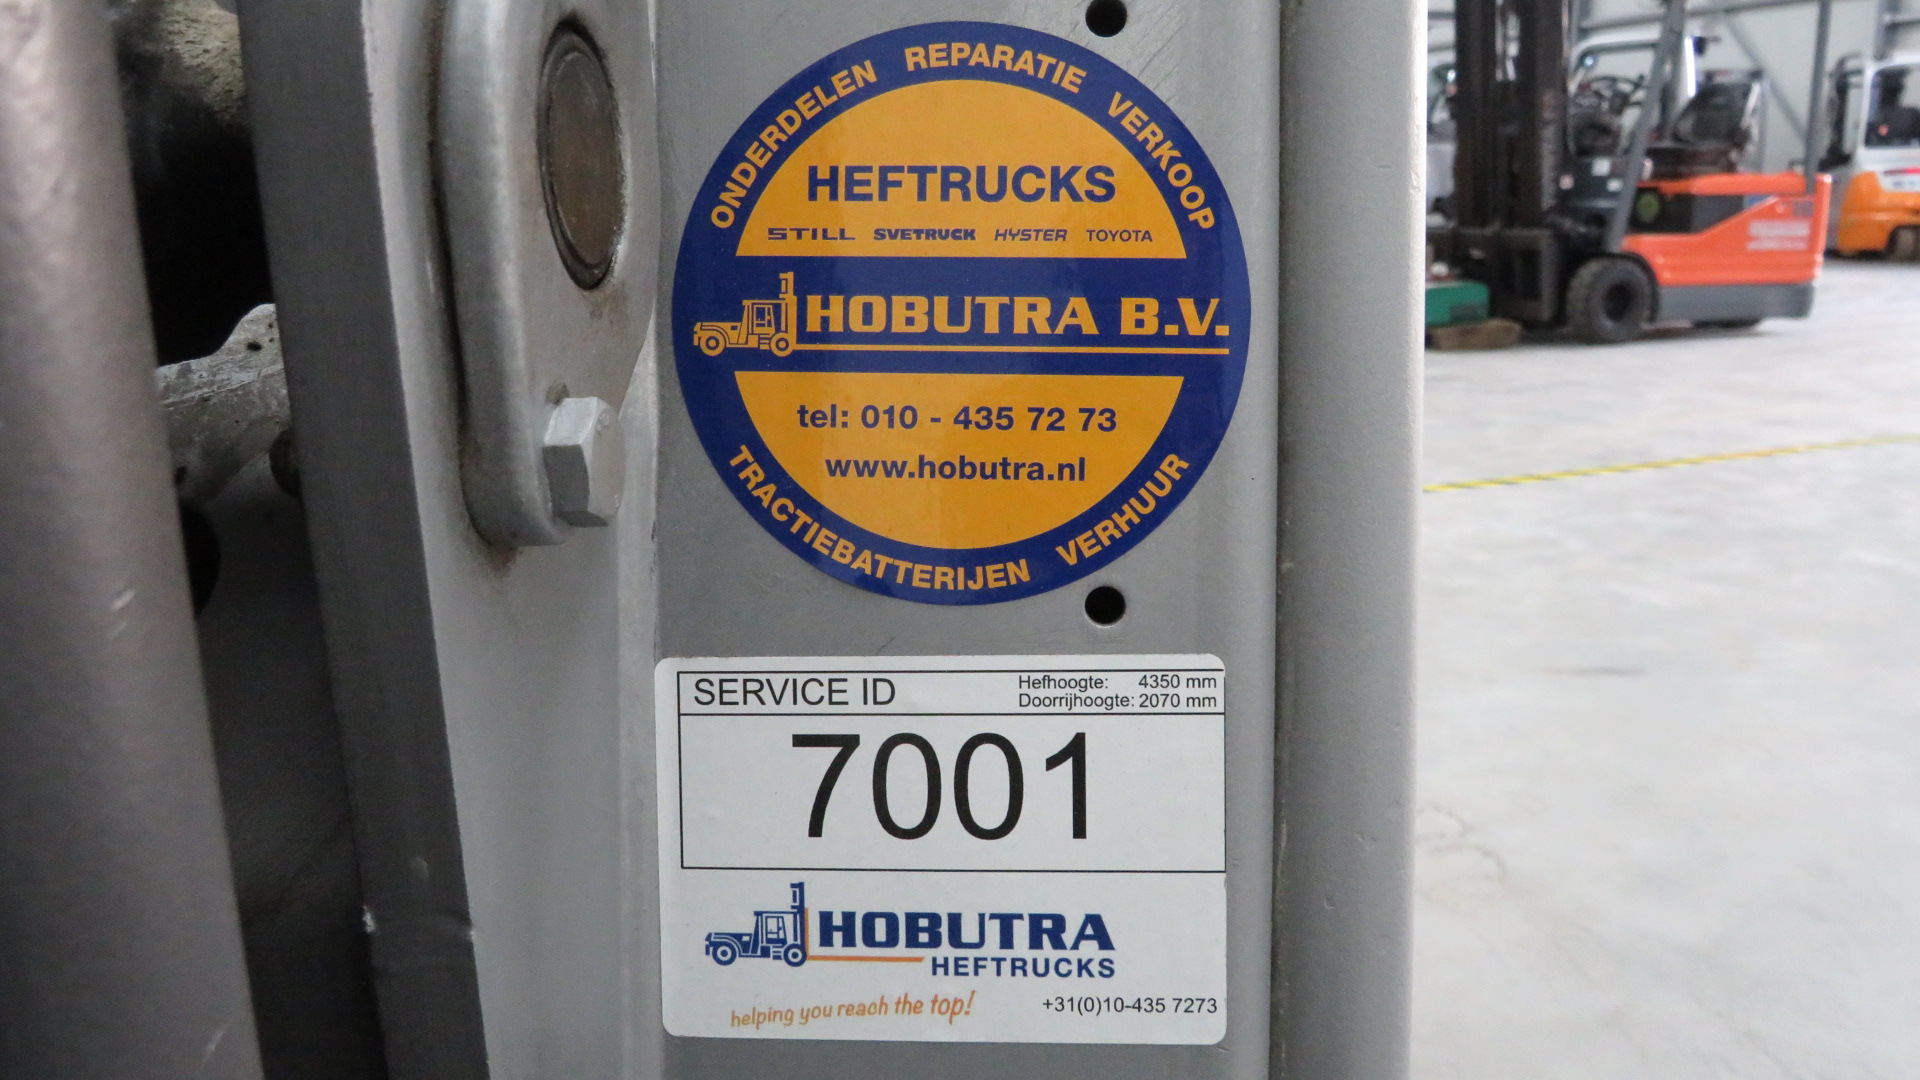 ONDERDELEN REPARATIE VERKOOP
HEFTRUCKS
STILL SVETRUCK HYSTER TOYOTA
HOBUTRA B.V.
tel: 010 - 435 72 73
www.hobutra.nl
TRACTIEBATTERIJEN VERHUUR
SERVICE ID
Hefhoogte: 4350 mm
Doorrijhoogte: 2070 mm
7001
HOBUTRA
HEFTRUCKS
helping you reach the top!
+31(0)10-435 7273